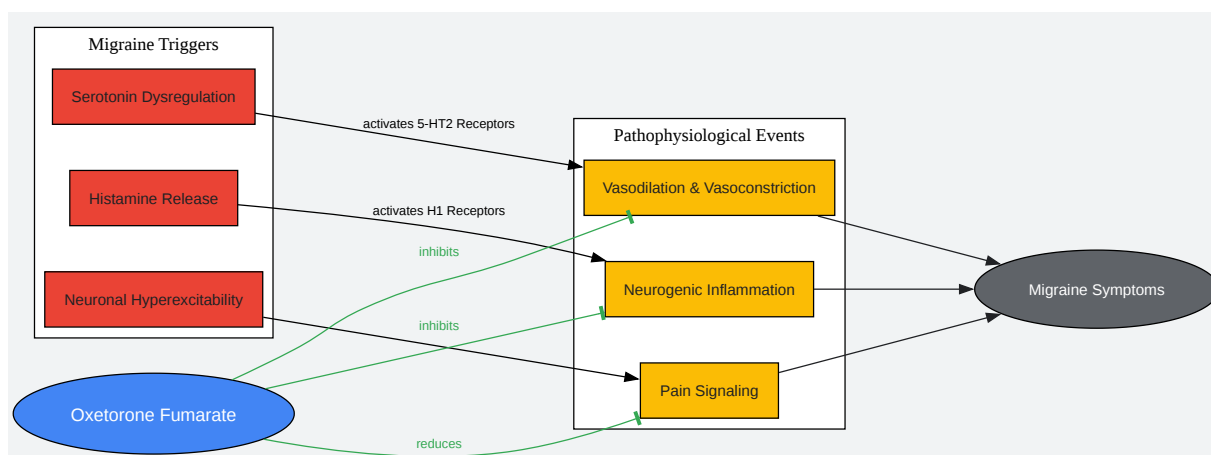 Migraine Triggers
Serotonin Dysregulation
activates 5-HT2 Receptors
Pathophysiological Events
Vasodilation & Vasoconstriction
Histamine Release
activates H1 Receptors
inhibits
Neurogenic Inflammation
Migraine Symptoms
Neuronal Hyperexcitability
inhibits
Pain Signaling
Oxetorone Fumarate
reduces